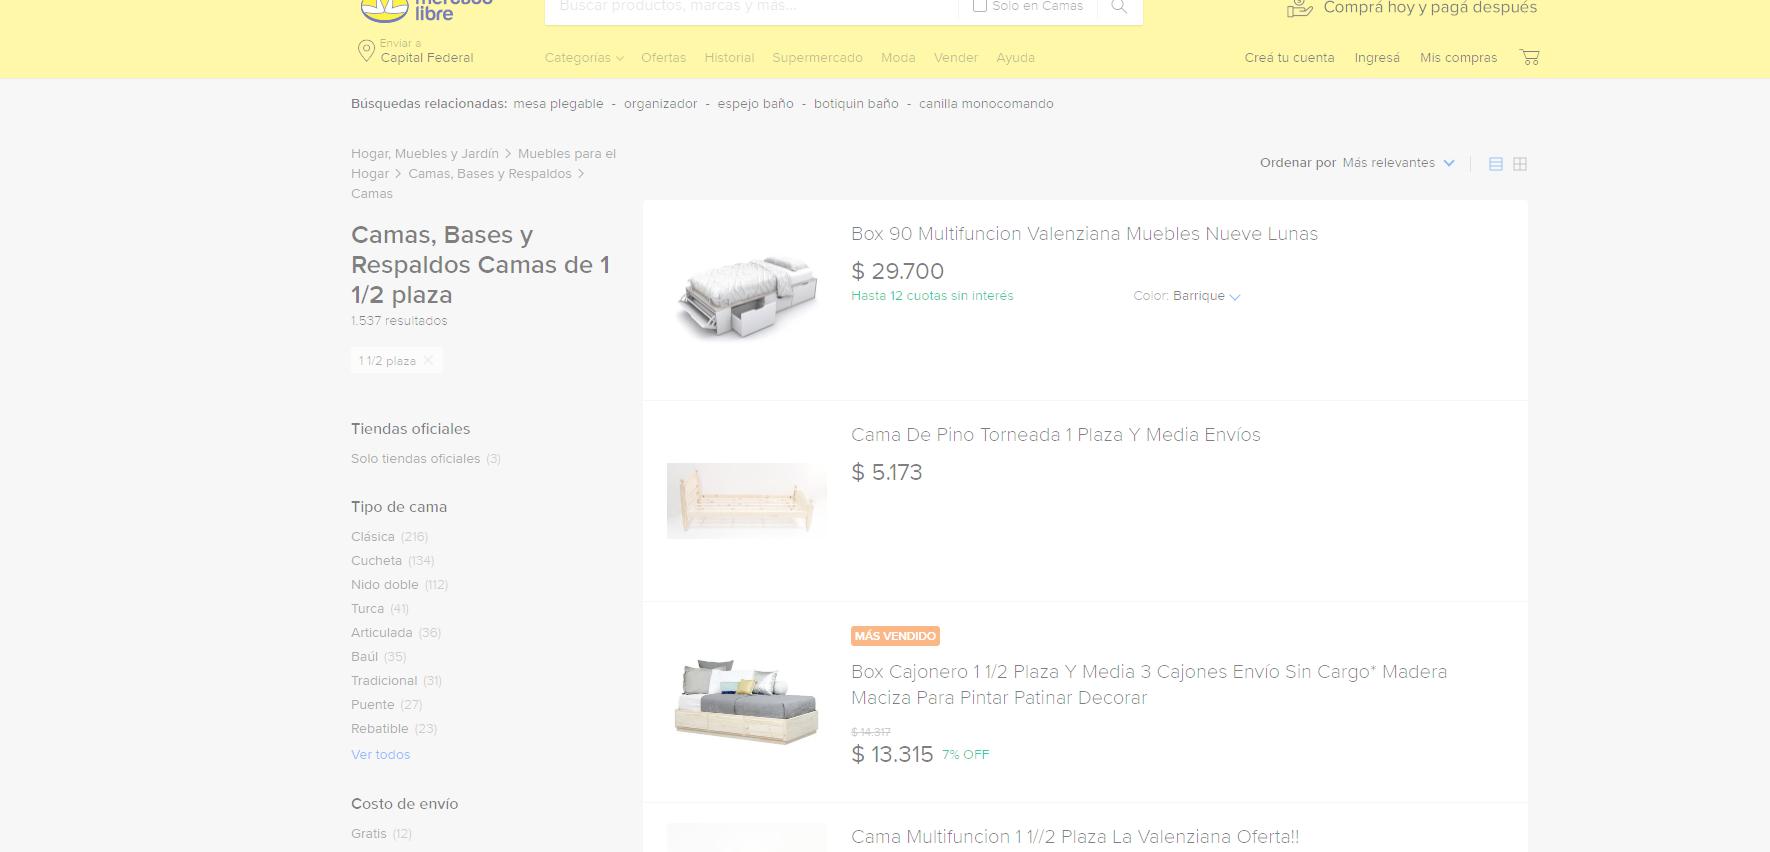 mercado
libre
Buscar productos, marcas y más...
Solo en Camas
Comprá hoy y pagá después
Enviar a
Capital Federal
Categorías
Ofertas
Historial
Supermercado
Moda
Vender
Ayuda
Creá tu cuenta
Ingresá
Mis compras
Búsquedas relacionadas: mesa plegable - organizador - espejo baño - botiquin baño - canilla monocomando
Hogar, Muebles y Jardín > Muebles para el
Hogar > Camas, Bases y Respaldos >
Camas
Camas, Bases y
Respaldos Camas de 1
1/2 plaza
1.537 resultados
1 1/2 plaza
Tiendas oficiales
Solo tiendas oficiales (3)
Tipo de cama
Clásica (216)
Cucheta (134)
Nido doble (112)
Turca (41)
Articulada (36)
Baúl (35)
Tradicional (31)
Puente (27)
Rebatible (23)
Ver todos
Costo de envío
Gratis (12)
Ordenar por Más relevantes
Box 90 Multifuncion Valenziana Muebles Nueve Lunas
$ 29.700
Hasta 12 cuotas sin interés
Color: Barrique
Cama De Pino Torneada 1 Plaza Y Media Envíos
$ 5.173
MÁS VENDIDO
Box Cajonero 1 1/2 Plaza Y Media 3 Cajones Envío Sin Cargo* Madera
Maciza Para Pintar Patinar Decorar
$ 14.317
$ 13.315 7% OFF
Cama Multifuncion 1 1//2 Plaza La Valenziana Oferta!!